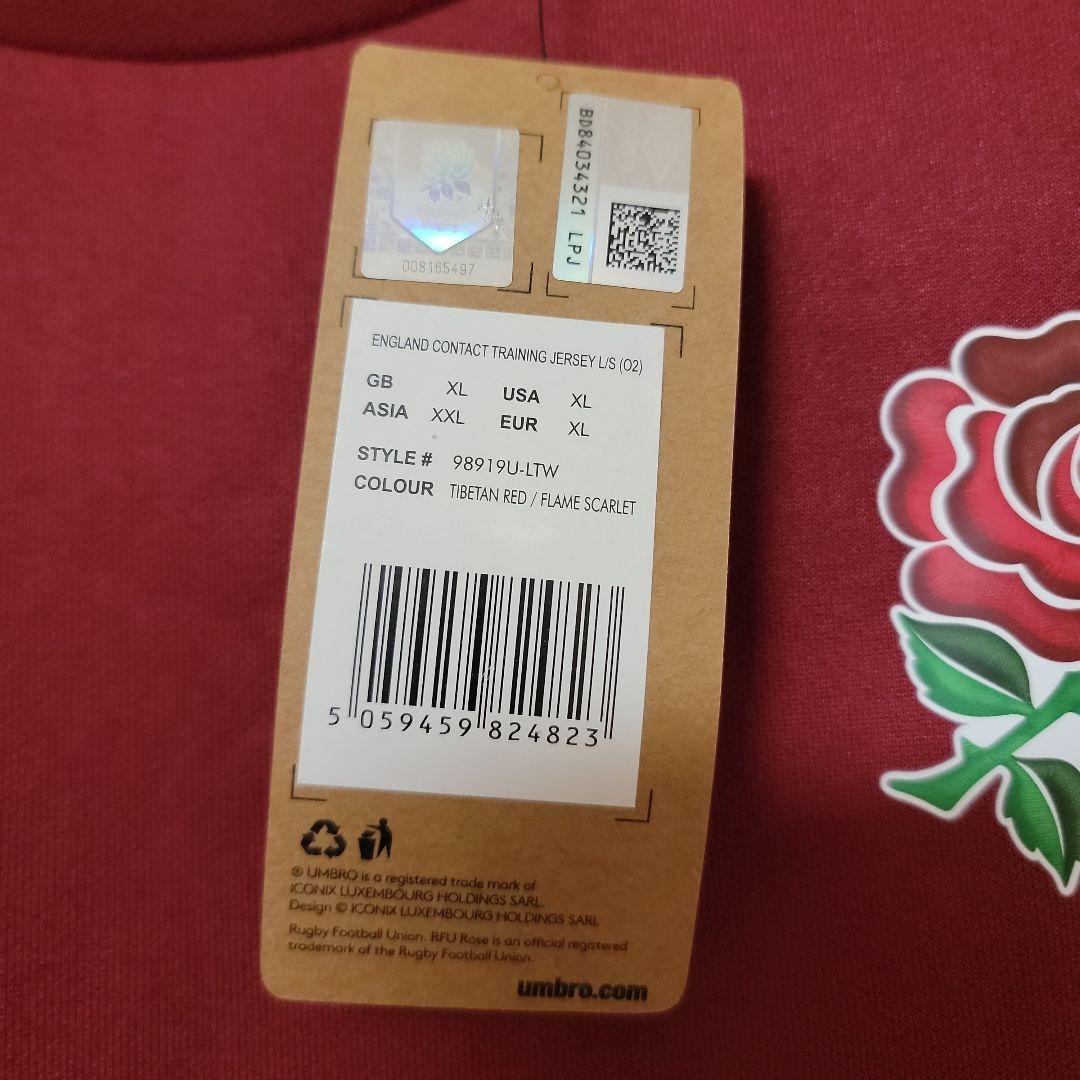 008165497
BD84034321 LPJ
ENGLAND CONTACT TRAINING JERSEY L/S (O2)
GB XL USA XL
ASIA XXL EUR XL
STYLE # 98919U-LTW
COLOUR TIBETAN RED / FLAME SCARLET
5 059459 824823
® UMBRO is a registered trade mark of
ICONIX LUXEMBOURG HOLDINGS SARL.
Design © ICONIX LUXEMBOURG HOLDINGS SARL
Rugby Football Union. RFU Rose is an official registered
trademark of the Rugby Football Union.
umbro.com